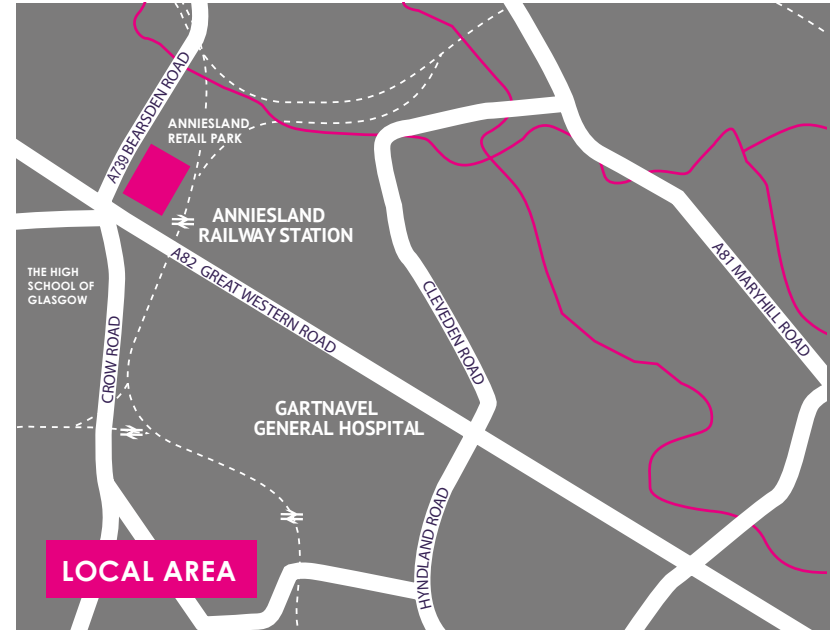 A739 BEARSDEN ROAD
ANNIESLAND
RETAIL PARK
ANNIESLAND
RAILWAY STATION
THE HIGH
SCHOOL OF
GLASGOW
A82 GREAT WESTERN ROAD
A81 MARYHILL ROAD
CLEVEDEN ROAD
CROW ROAD
GARTNAVEL
GENERAL HOSPITAL
HYNDLAND ROAD
LOCAL AREA